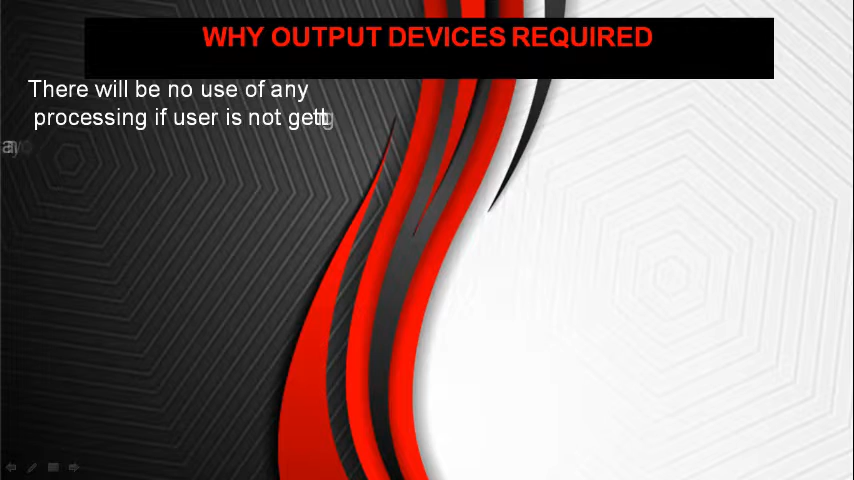 WHY OUTPUT DEVICES REQUIRED
There will be no use of any
processing if user is not